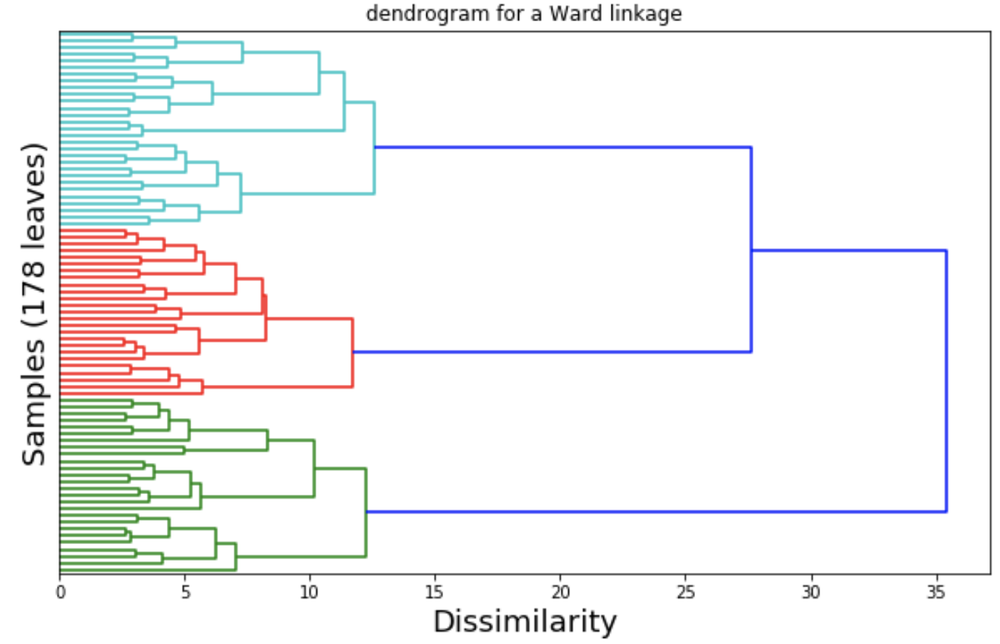 dendrogram for a Ward linkage
Samples (178 leaves)
0 5 10 15 20 25 30 35
Dissimilarity